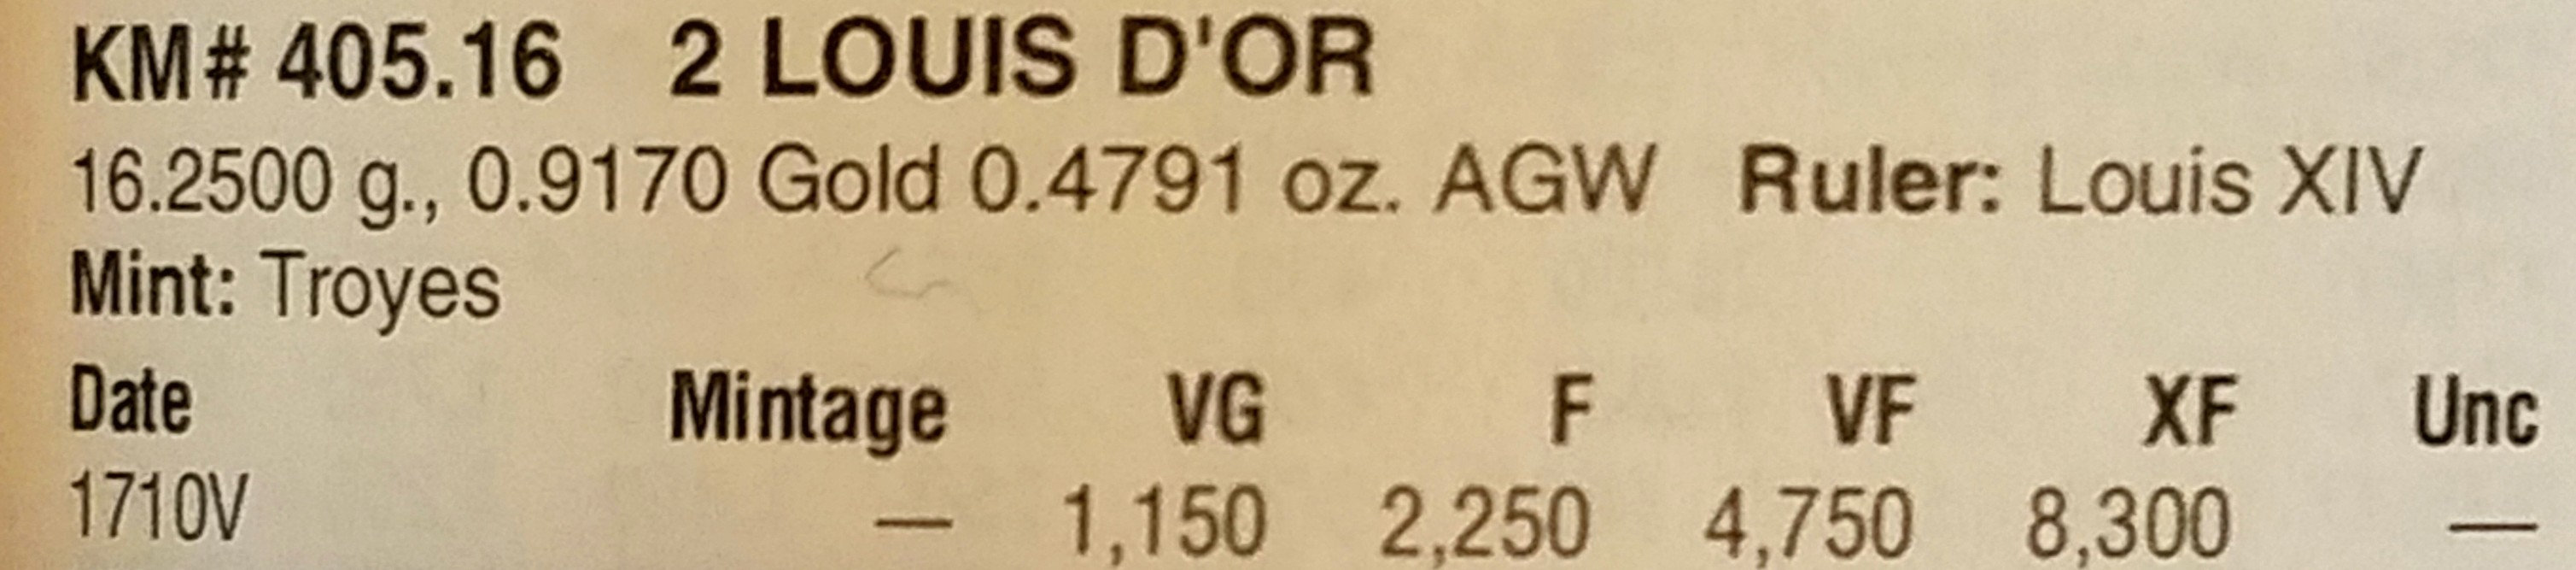 KM# 405.16 2 LOUIS D'OR
16.2500 g., 0.9170 Gold 0.4791 oz. AGW Ruler: Louis XIV
Mint: Troyes
Date Mintage VG F VF XF Unc
1710V — 1,150 2,250 4,750 8,300 —